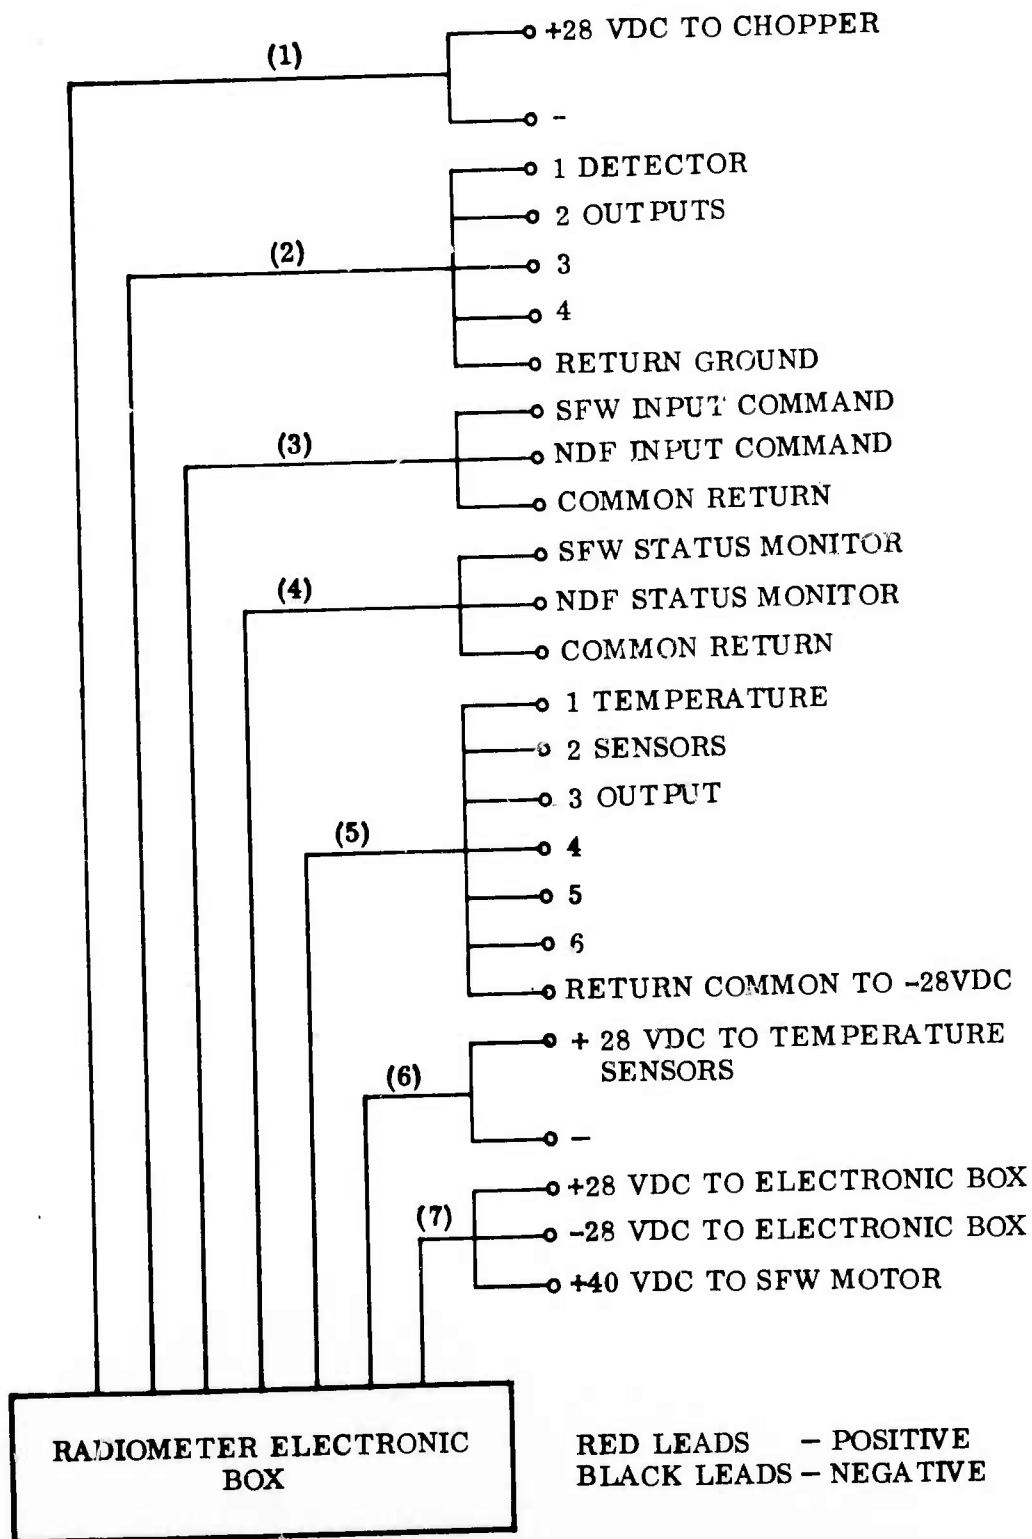 (1)
+28 VDC TO CHOPPER
-
(2)
1 DETECTOR
2 OUTPUTS
3
4
RETURN GROUND
(3)
SFW INPUT COMMAND
NDF INPUT COMMAND
COMMON RETURN
(4)
SFW STATUS MONITOR
NDF STATUS MONITOR
COMMON RETURN
(5)
1 TEMPERATURE
2 SENSORS
3 OUTPUT
4
5
6
RETURN COMMON TO -28VDC
(6)
+ 28 VDC TO TEMPERATURE
SENSORS
-
(7)
+28 VDC TO ELECTRONIC BOX
-28 VDC TO ELECTRONIC BOX
+40 VDC TO SFW MOTOR
RADIOMETER ELECTRONIC
BOX
RED LEADS - POSITIVE
BLACK LEADS - NEGATIVE